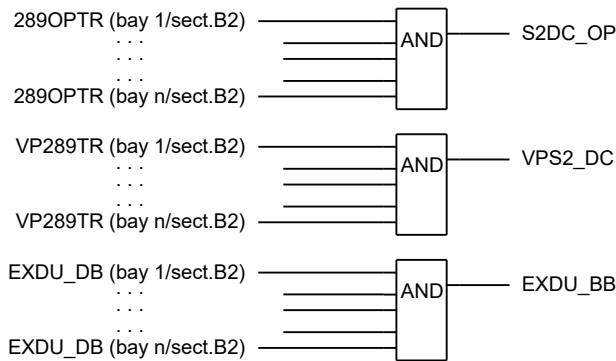 289OPTR (bay 1/sect.B2)
. . .
. . .
289OPTR (bay n/sect.B2)
AND
S2DC_OP
VP289TR (bay 1/sect.B2)
. . .
. . .
VP289TR (bay n/sect.B2)
AND
VPS2_DC
EXDU_DB (bay 1/sect.B2)
. . .
. . .
EXDU_DB (bay n/sect.B2)
AND
EXDU_BB